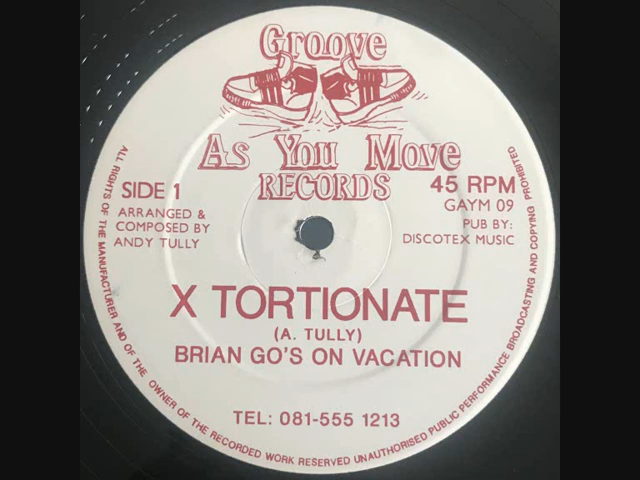 Groove
As You Move
RECORDS
SIDE 1
ARRANGED &
COMPOSED BY
ANDY TULLY
45 RPM
GAYM 09
PUB BY:
DISCOTEX MUSIC
X TORTIONATE
(A. TULLY)
BRIAN GO'S ON VACATION
TEL: 081-555 1213
ALL RIGHTS OF THE MANUFACTURER AND OF THE OWNER OF THE RECORDED WORK RESERVED UNAUTHORISED PUBLIC PERFORMANCE BROADCASTING AND COPYING PROHIBITED